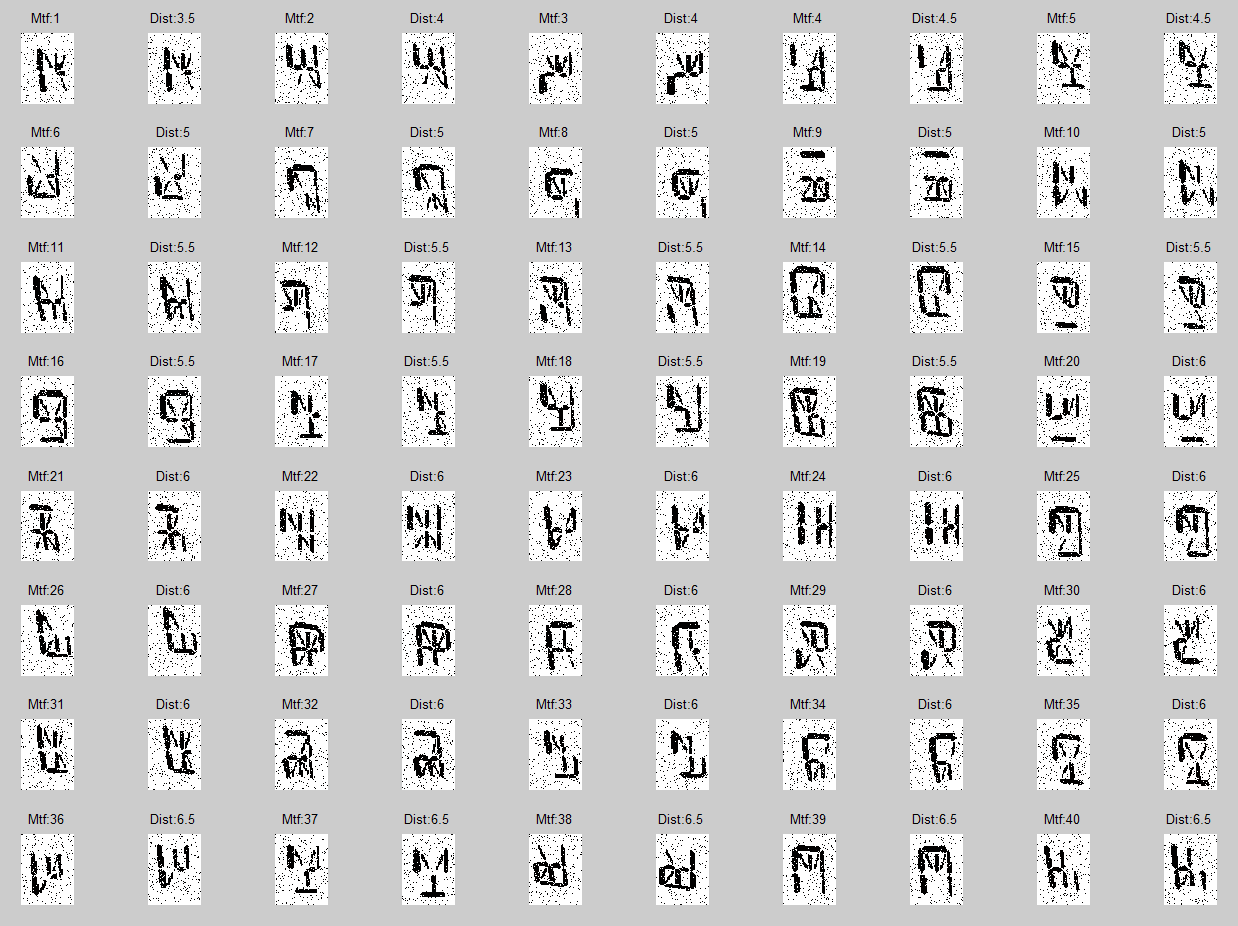 Mtf:1 Dist:3.5 Mtf:2 Dist:4 Mtf:3 Dist:4 Mtf:4 Dist:4.5 Mtf:5 Dist:4.5
Mtf:6 Dist:5 Mtf:7 Dist:5 Mtf:8 Dist:5 Mtf:9 Dist:5 Mtf:10 Dist:5
Mtf:11 Dist:5.5 Mtf:12 Dist:5.5 Mtf:13 Dist:5.5 Mtf:14 Dist:5.5 Mtf:15 Dist:5.5
Mtf:16 Dist:5.5 Mtf:17 Dist:5.5 Mtf:18 Dist:5.5 Mtf:19 Dist:5.5 Mtf:20 Dist:6
Mtf:21 Dist:6 Mtf:22 Dist:6 Mtf:23 Dist:6 Mtf:24 Dist:6 Mtf:25 Dist:6
Mtf:26 Dist:6 Mtf:27 Dist:6 Mtf:28 Dist:6 Mtf:29 Dist:6 Mtf:30 Dist:6
Mtf:31 Dist:6 Mtf:32 Dist:6 Mtf:33 Dist:6 Mtf:34 Dist:6 Mtf:35 Dist:6
Mtf:36 Dist:6.5 Mtf:37 Dist:6.5 Mtf:38 Dist:6.5 Mtf:39 Dist:6.5 Mtf:40 Dist:6.5